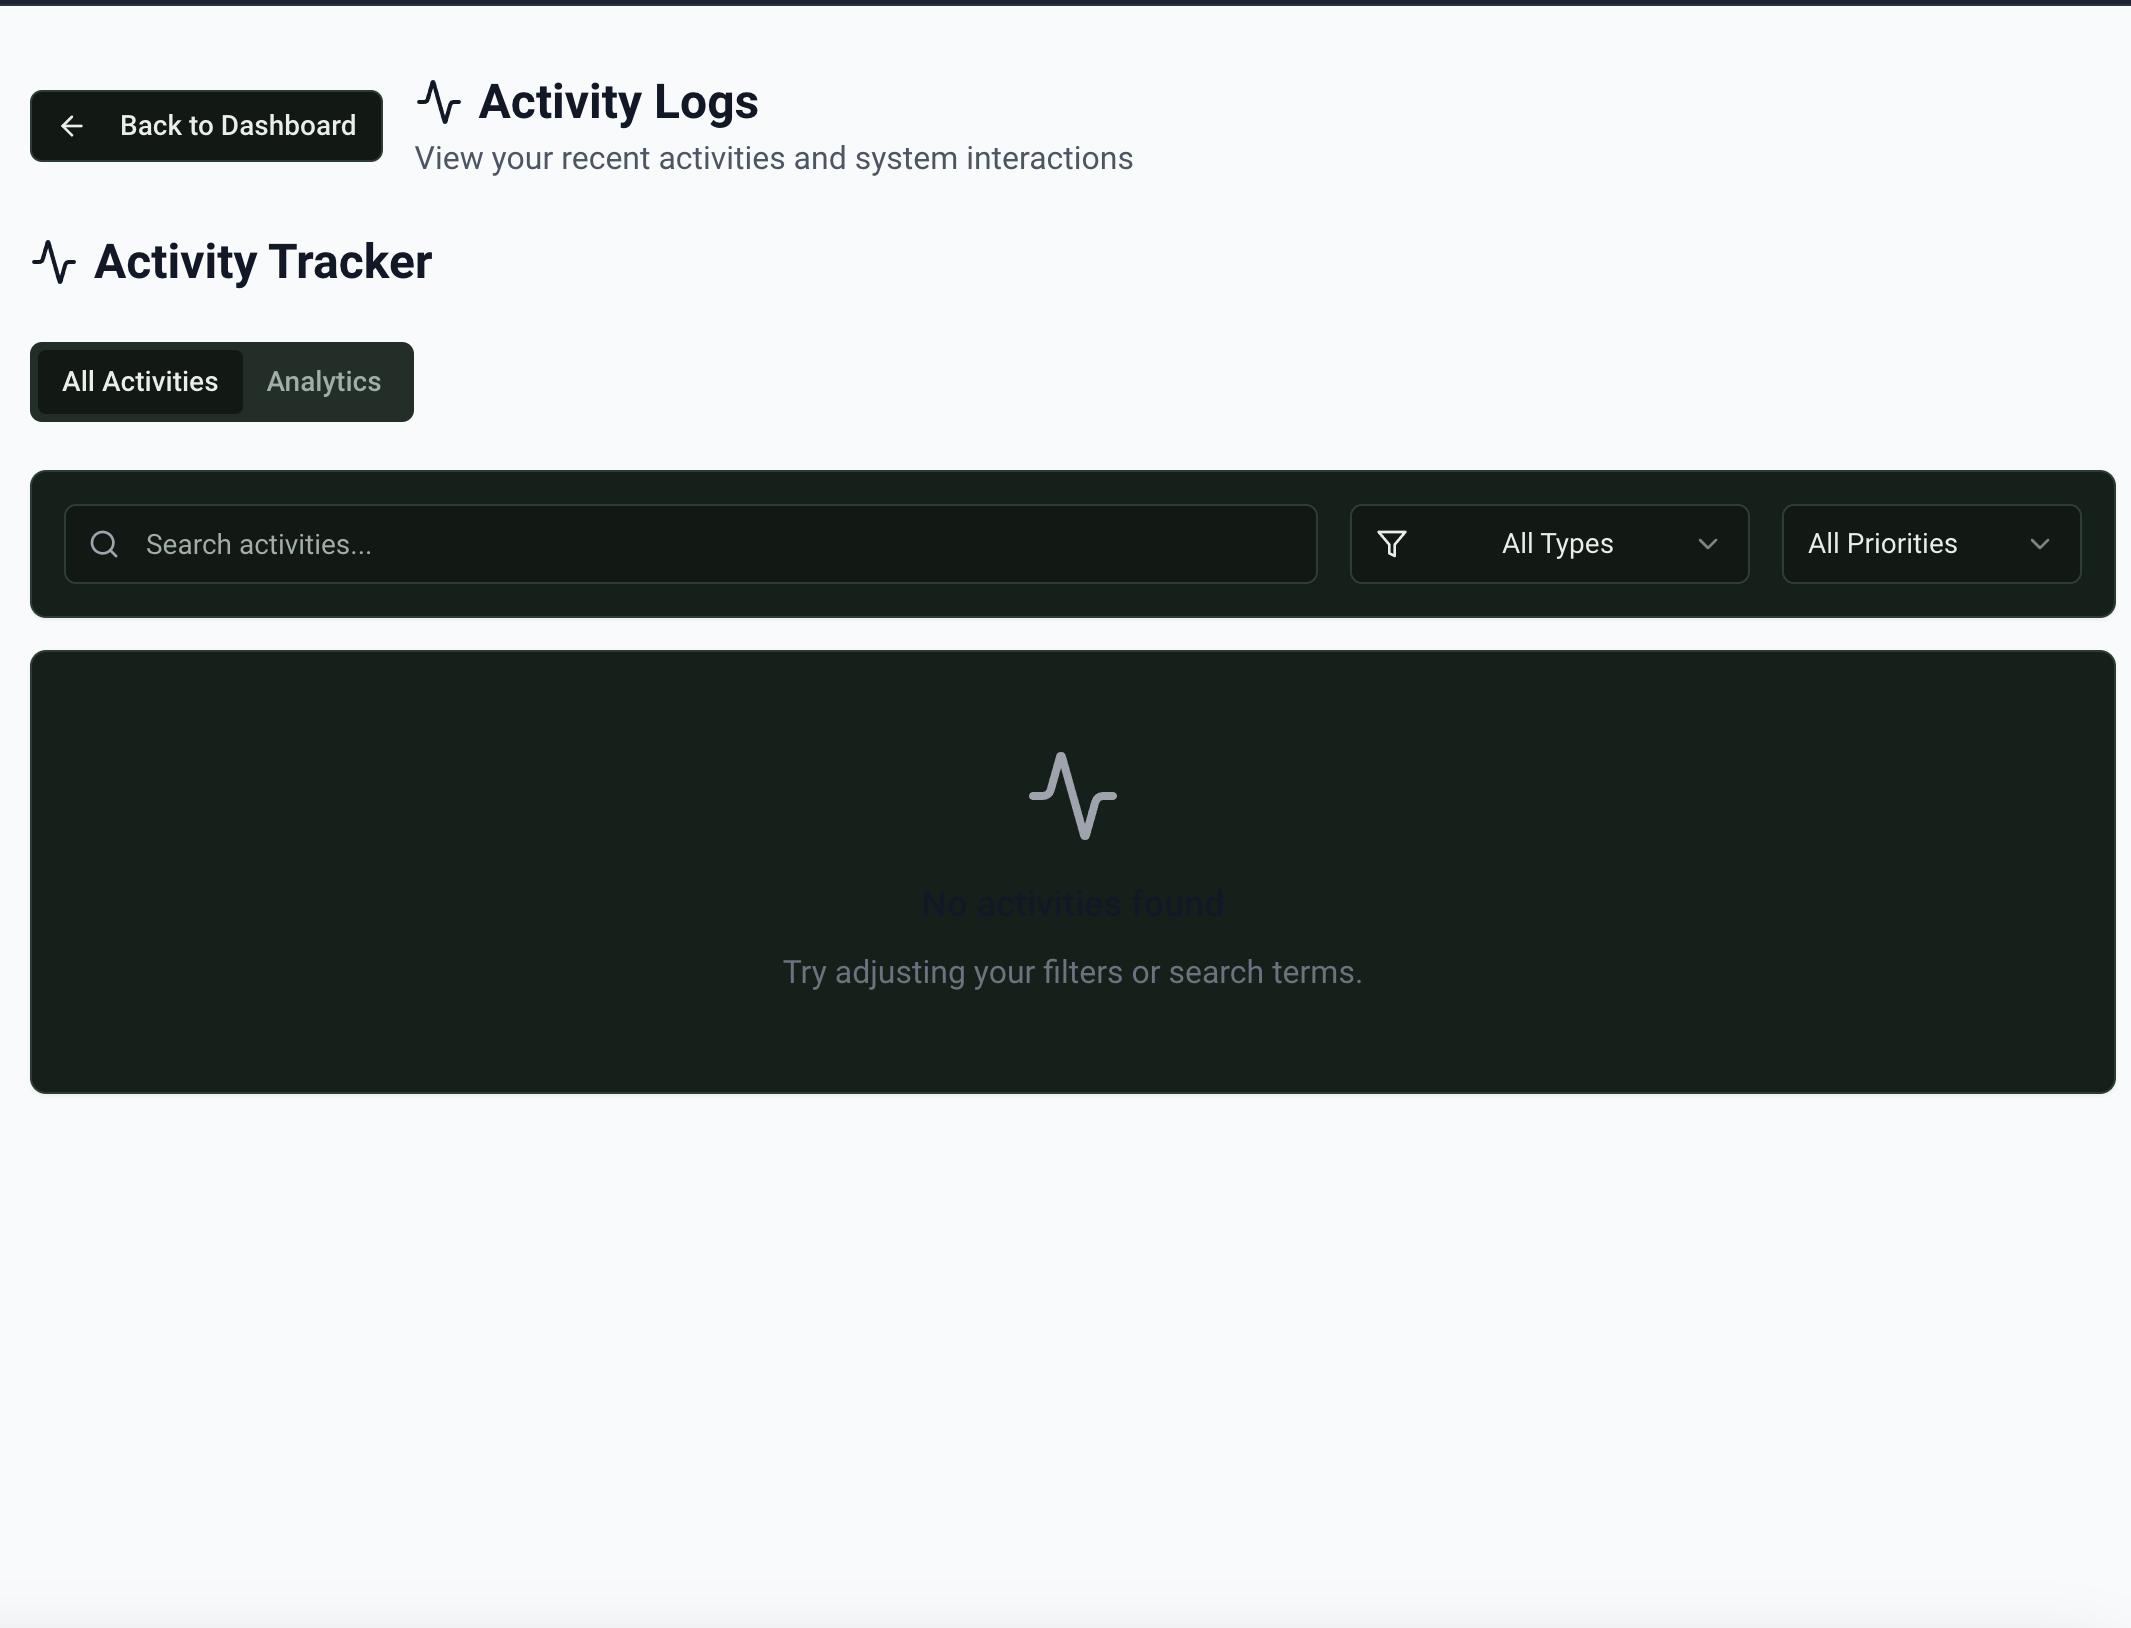 Back to Dashboard
Activity Logs
View your recent activities and system interactions
Activity Tracker
All Activities
Analytics
Search activities...
All Types
All Priorities
No activities found
Try adjusting your filters or search terms.